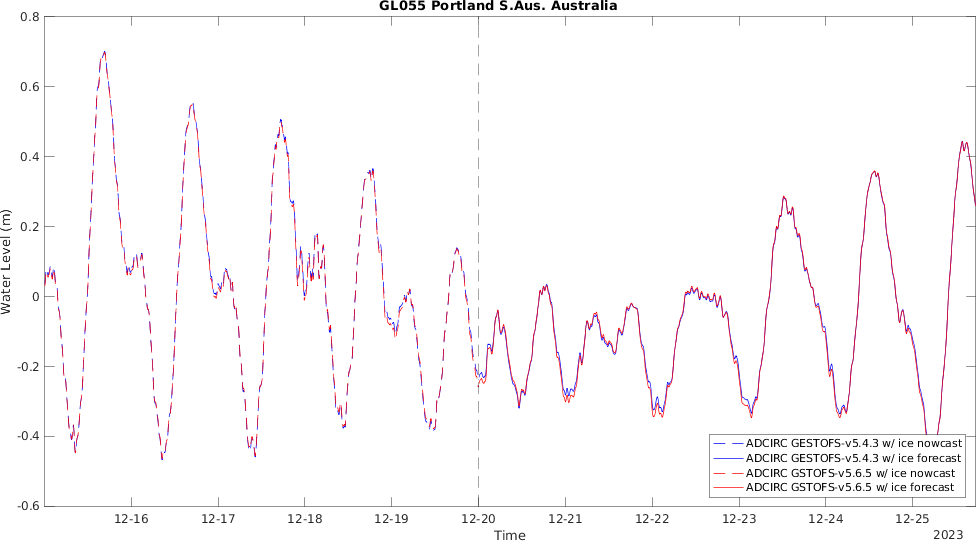 GL055 Portland S.Aus. Australia
0.8
0.6
0.4
0.2
0
-0.2
-0.4
-0.6
Water Level (m)
ADCIRC GESTOFS-v5.4.3 w/ ice nowcast
ADCIRC GESTOFS-v5.4.3 w/ ice forecast
ADCIRC GSTOFS-v5.6.5 w/ ice nowcast
ADCIRC GSTOFS-v5.6.5 w/ ice forecast
12-16 12-17 12-18 12-19 12-20 12-21 12-22 12-23 12-24 12-25
Time
2023